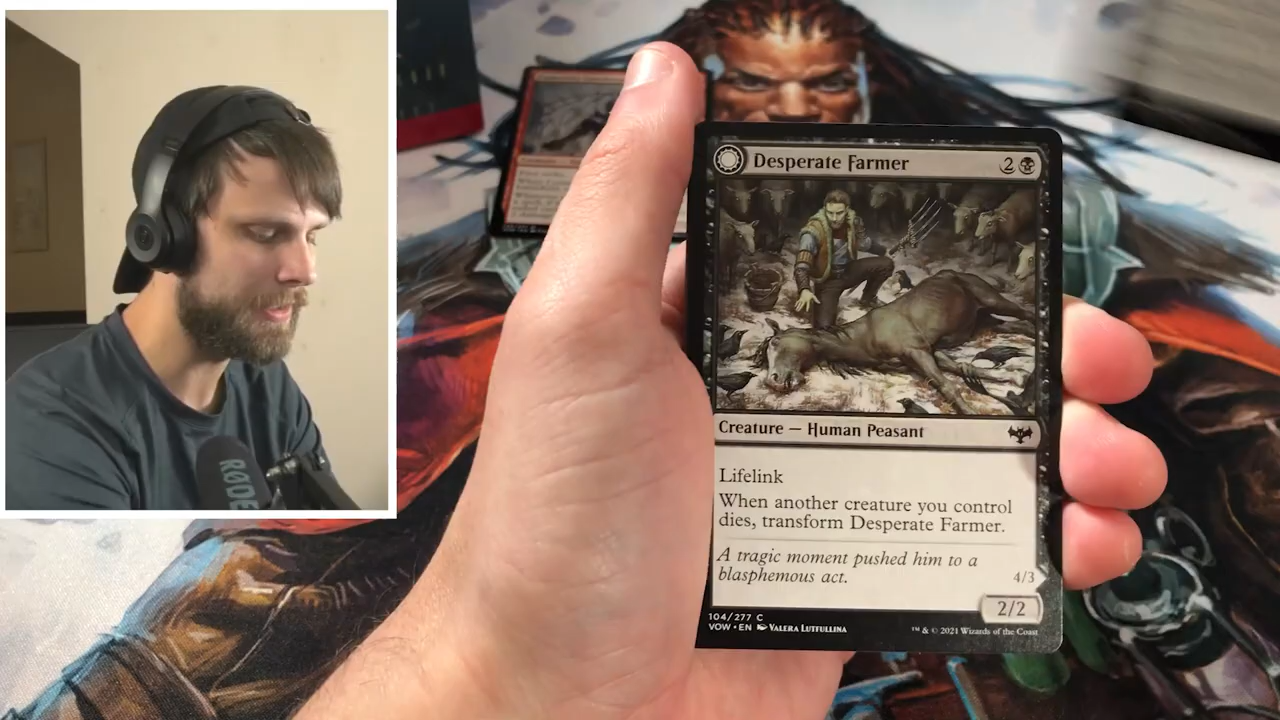 Desperate Farmer 2
Creature — Human Peasant
Lifelink
When another creature you control
dies, transform Desperate Farmer.
A tragic moment pushed him to a
blasphemous act.
4/3
2/2
104/277 C
VOW • EN VALERA LUTFULLINA
™ & © 2021 Wizards of the Coast
RØDE